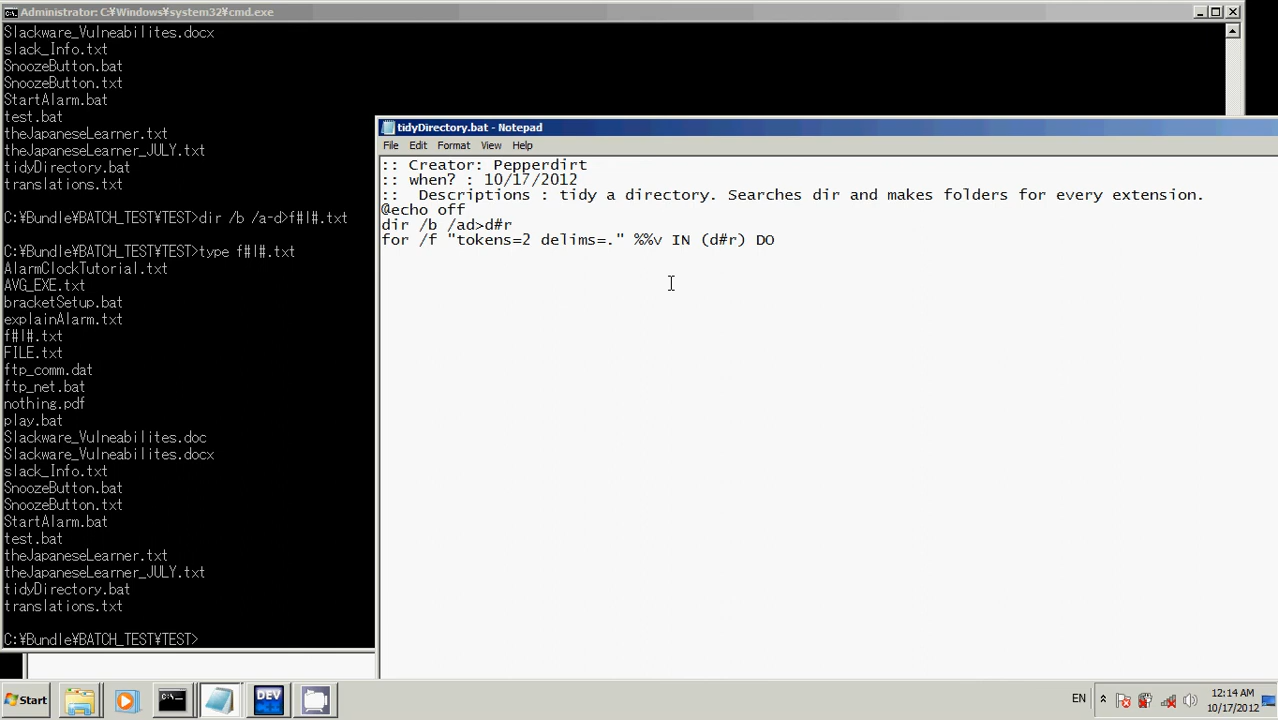 Administrator: C:¥Windows¥system32¥cmd.exe
Slackware_Vulneabilites.docx
slack_Info.txt
SnoozeButton.bat
SnoozeButton.txt
StartAlarm.bat
test.bat
theJapaneseLearner.txt
theJapaneseLearner_JULY.txt
tidyDirectory.bat
translations.txt
C:¥Bundle¥BATCH_TEST¥TEST>dir /b /a-d>f#l#.txt
C:¥Bundle¥BATCH_TEST¥TEST>type f#l#.txt
AlarmClockTutorial.txt
AVG_EXE.txt
bracketSetup.bat
explainAlarm.txt
f#l#.txt
FILE.txt
ftp_comm.dat
ftp_net.bat
nothing.pdf
play.bat
Slackware_Vulneabilites.doc
Slackware_Vulneabilites.docx
slack_Info.txt
SnoozeButton.bat
SnoozeButton.txt
StartAlarm.bat
test.bat
theJapaneseLearner.txt
theJapaneseLearner_JULY.txt
tidyDirectory.bat
translations.txt
C:¥Bundle¥BATCH_TEST¥TEST>
tidyDirectory.bat - Notepad
File Edit Format View Help
:: Creator: Pepperdirt
:: when? : 10/17/2012
::  Descriptions : tidy a directory. Searches dir and makes folders for every extension.
@echo off
dir /b /ad>d#r
for /f "tokens=2 delims=." %%v IN (d#r) DO
Start
DEV
EN
12:14 AM
10/17/2012